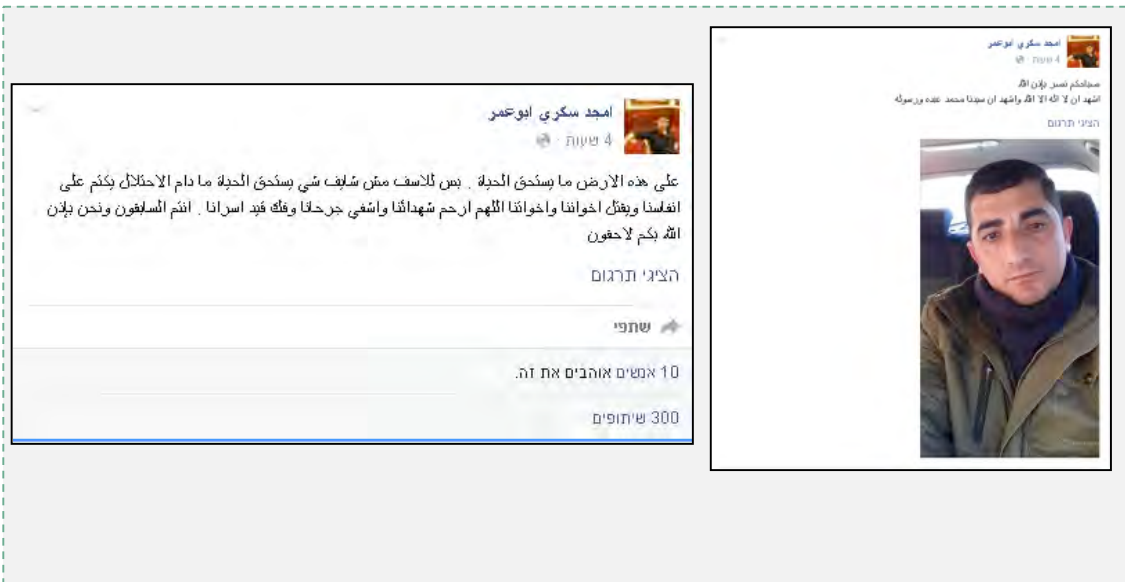 امجد سكري ابوعمر
4 שעות
على هذه الارض ما يستحق الحياة . بس للاسف مش شايف شي يستحق الحياة ما دام الاحتلال يكتم على
انفاسنا ويقتل اخواننا واخواتنا اللهم ارحم شهدائنا واشفي جرحانا وفك قيد اسرانا . انتم السابقون ونحن بإذن
الله بكم لاحقون
הציגי תרגום
שתפי
10 אנשים אוהבים את זה.
300 שיתופים
امجد سكري ابوعمر
4 שעות
صباحكم نصر بإذن الله
اشهد ان لا اله الا الله واشهد ان سيدنا محمد عبده ورسوله
הציגי תרגום